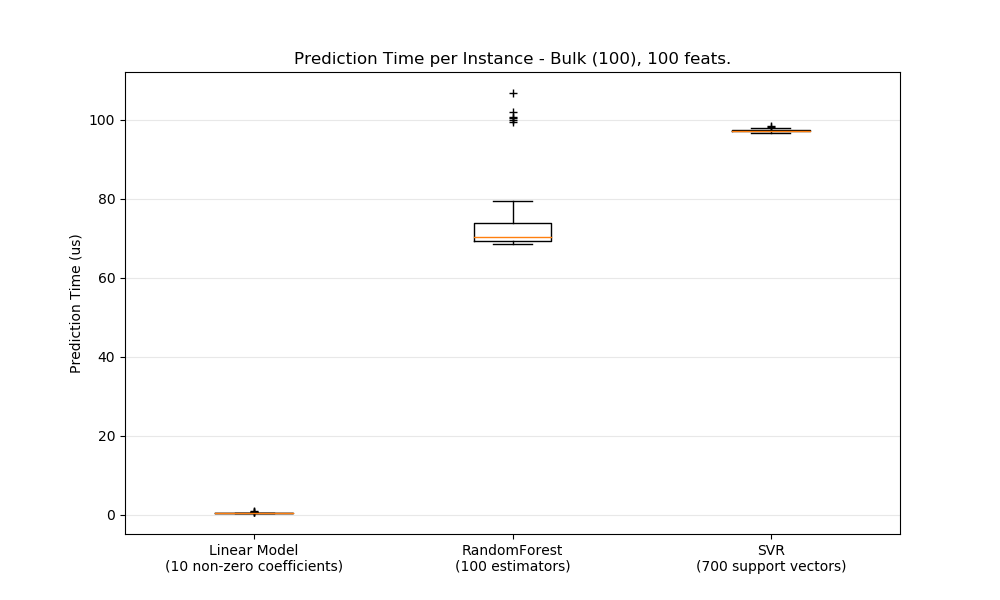 Prediction Time per Instance - Bulk (100), 100 feats.
Prediction Time (us)
100
80
60
40
20
0
Linear Model
(10 non-zero coefficients)
RandomForest
(100 estimators)
SVR
(700 support vectors)